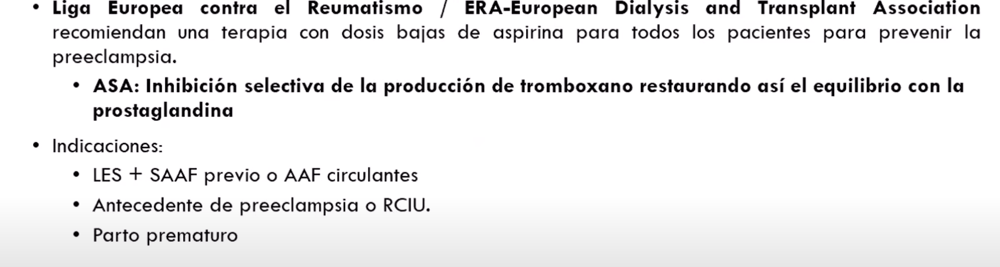 • Liga Europea contra el Reumatismo / ERA-European Dialysis and Transplant Association
recomiendan una terapia con dosis bajas de aspirina para todos los pacientes para prevenir la
preeclampsia.
• ASA: Inhibición selectiva de la producción de tromboxano restaurando así el equilibrio con la
prostaglandina
• Indicaciones:
• LES + SAAF previo o AAF circulantes
• Antecedente de preeclampsia o RCIU.
• Parto prematuro